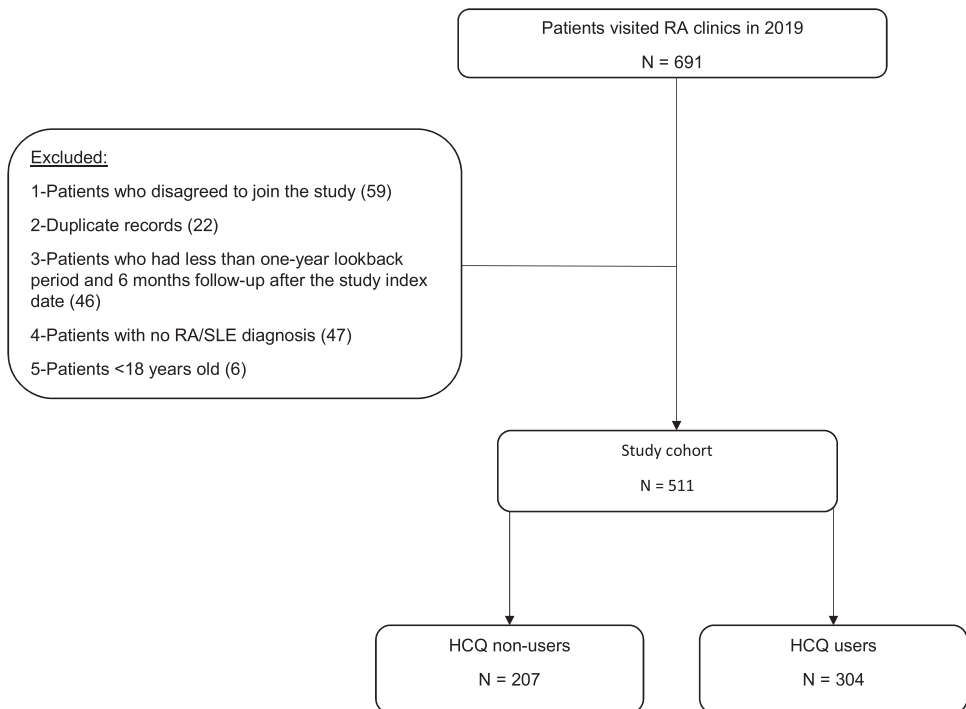 Patients visited RA clinics in 2019
N = 691
Excluded:
1-Patients who disagreed to join the study (59)
2-Duplicate records (22)
3-Patients who had less than one-year lookback
period and 6 months follow-up after the study index
date (46)
4-Patients with no RA/SLE diagnosis (47)
5-Patients <18 years old (6)
Study cohort
N = 511
HCQ non-users
N = 207
HCQ users
N = 304